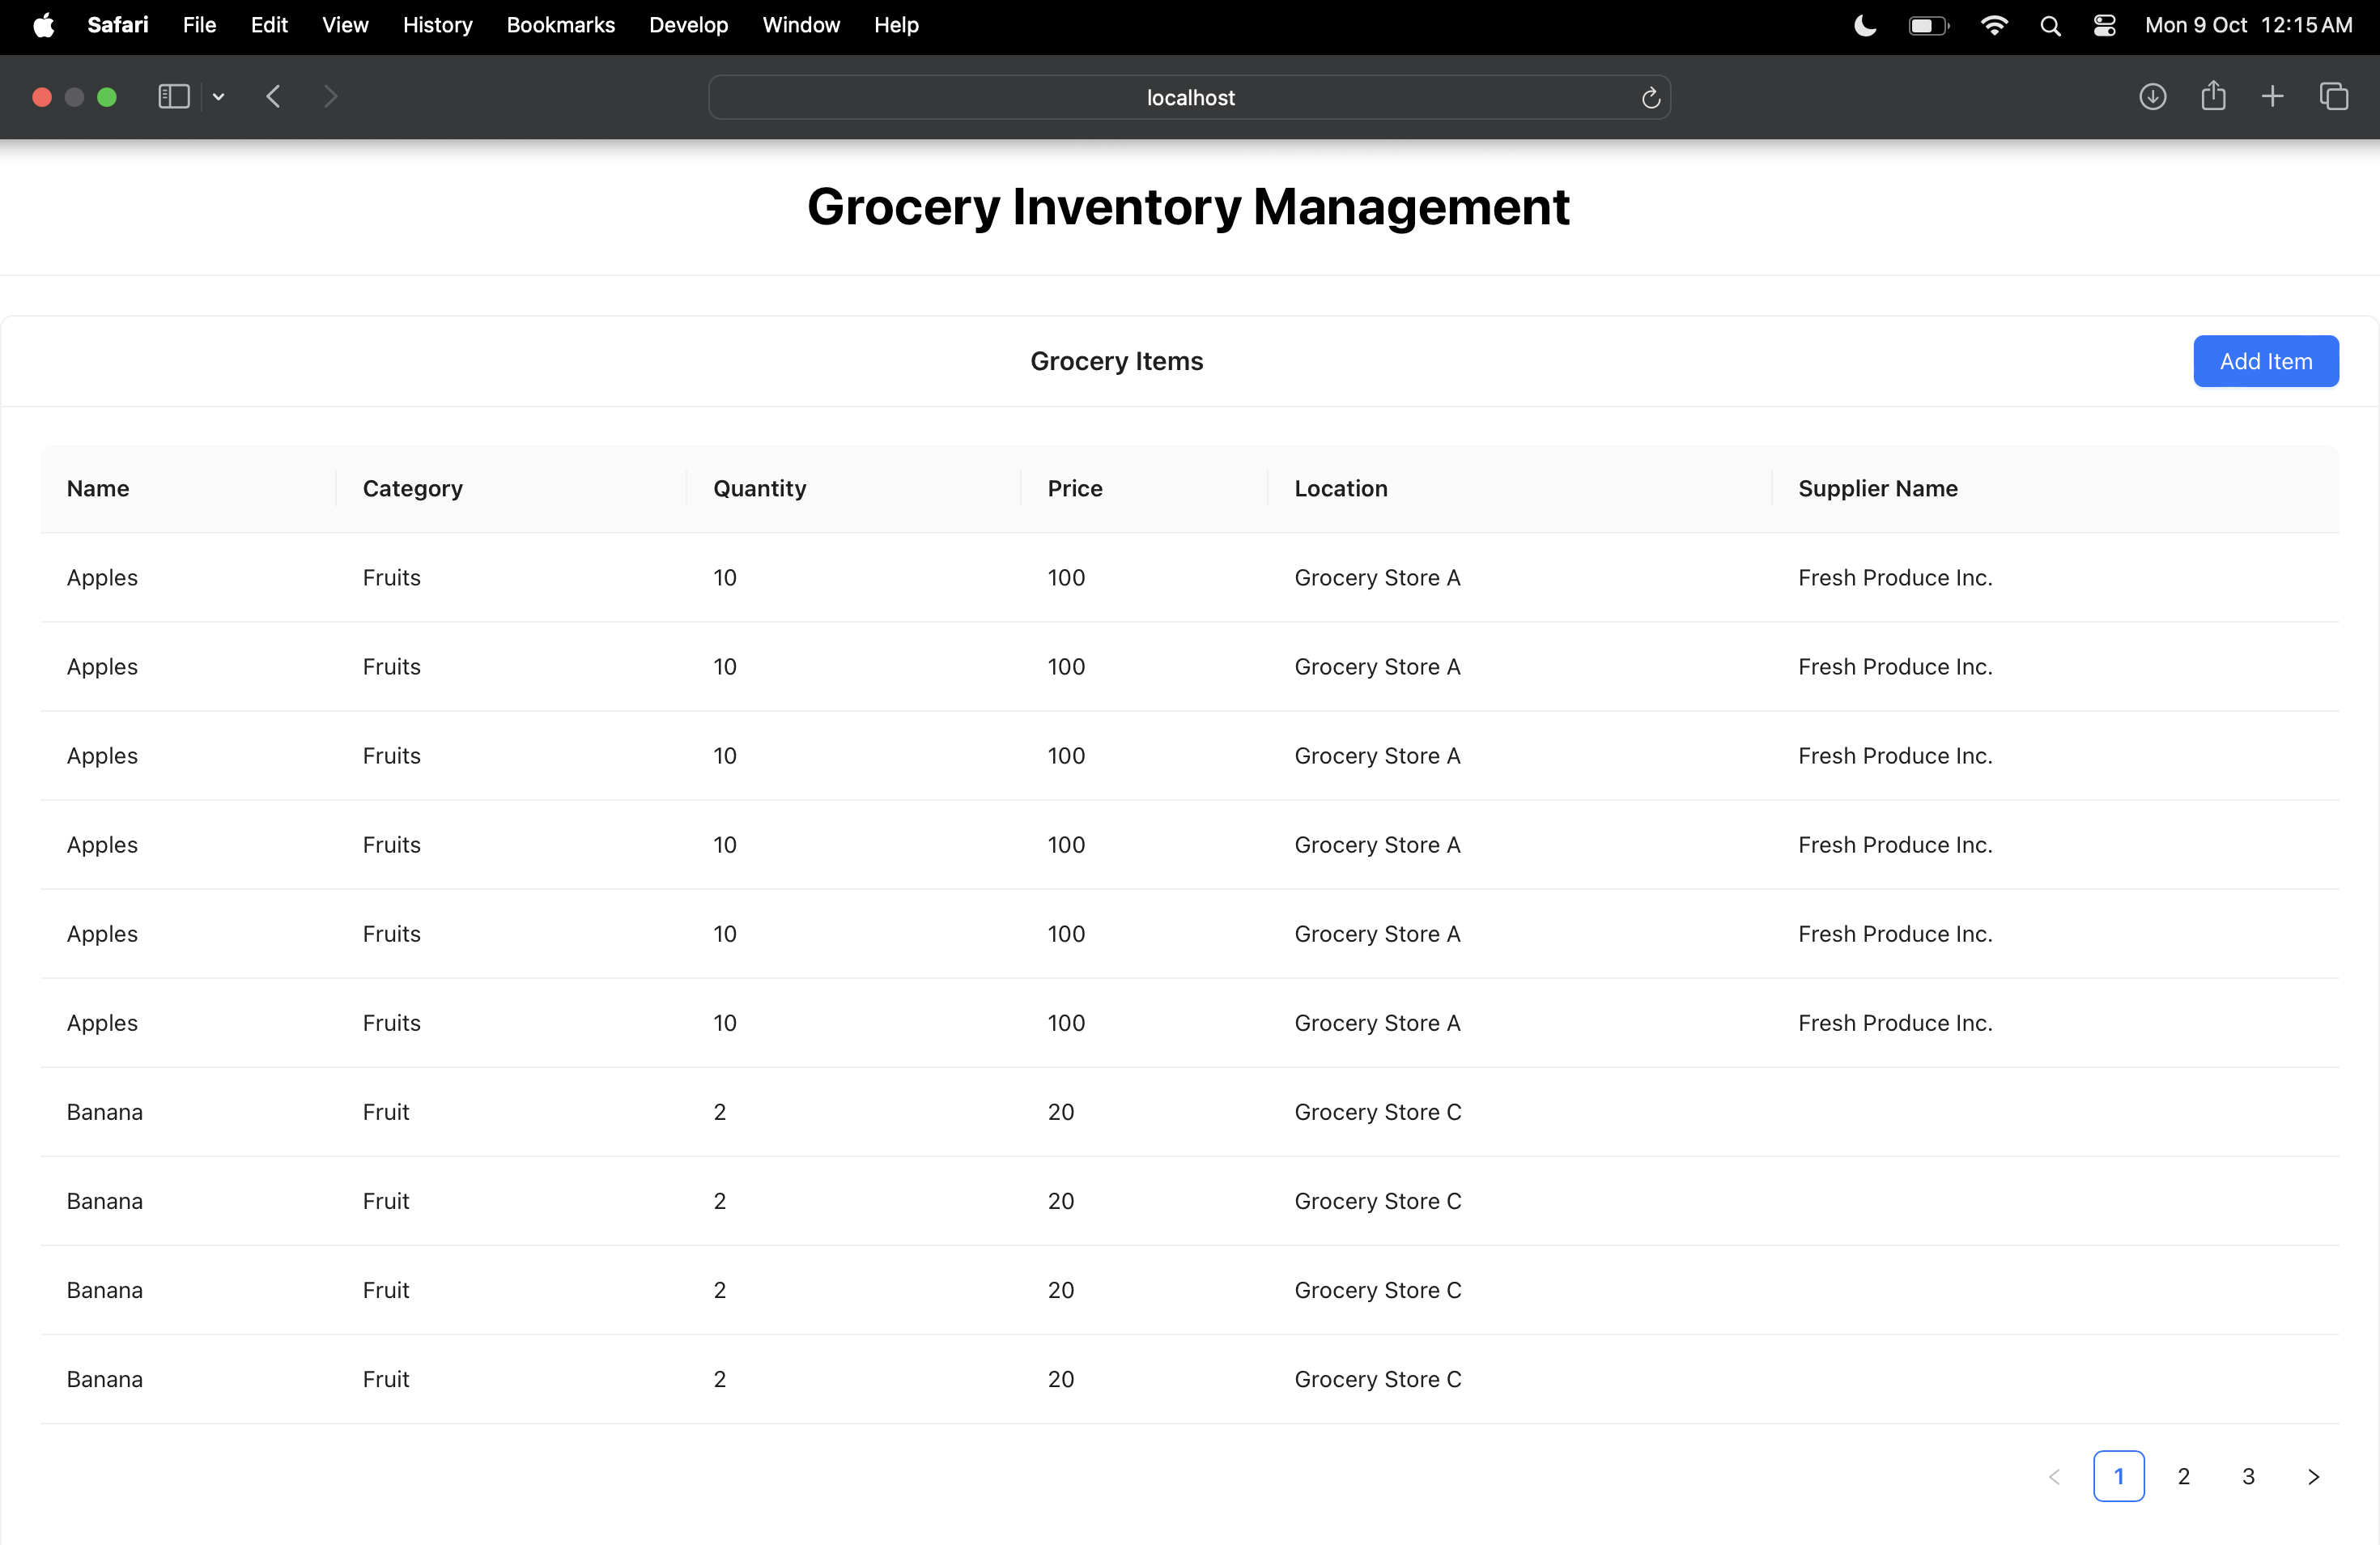 Safari File Edit View History Bookmarks Develop Window Help Mon 9 Oct 12:15 AM
localhost
Grocery Inventory Management
Grocery Items Add Item
Name Category Quantity Price Location Supplier Name
Apples Fruits 10 100 Grocery Store A Fresh Produce Inc.
Apples Fruits 10 100 Grocery Store A Fresh Produce Inc.
Apples Fruits 10 100 Grocery Store A Fresh Produce Inc.
Apples Fruits 10 100 Grocery Store A Fresh Produce Inc.
Apples Fruits 10 100 Grocery Store A Fresh Produce Inc.
Apples Fruits 10 100 Grocery Store A Fresh Produce Inc.
Banana Fruit 2 20 Grocery Store C
Banana Fruit 2 20 Grocery Store C
Banana Fruit 2 20 Grocery Store C
Banana Fruit 2 20 Grocery Store C
1 2 3